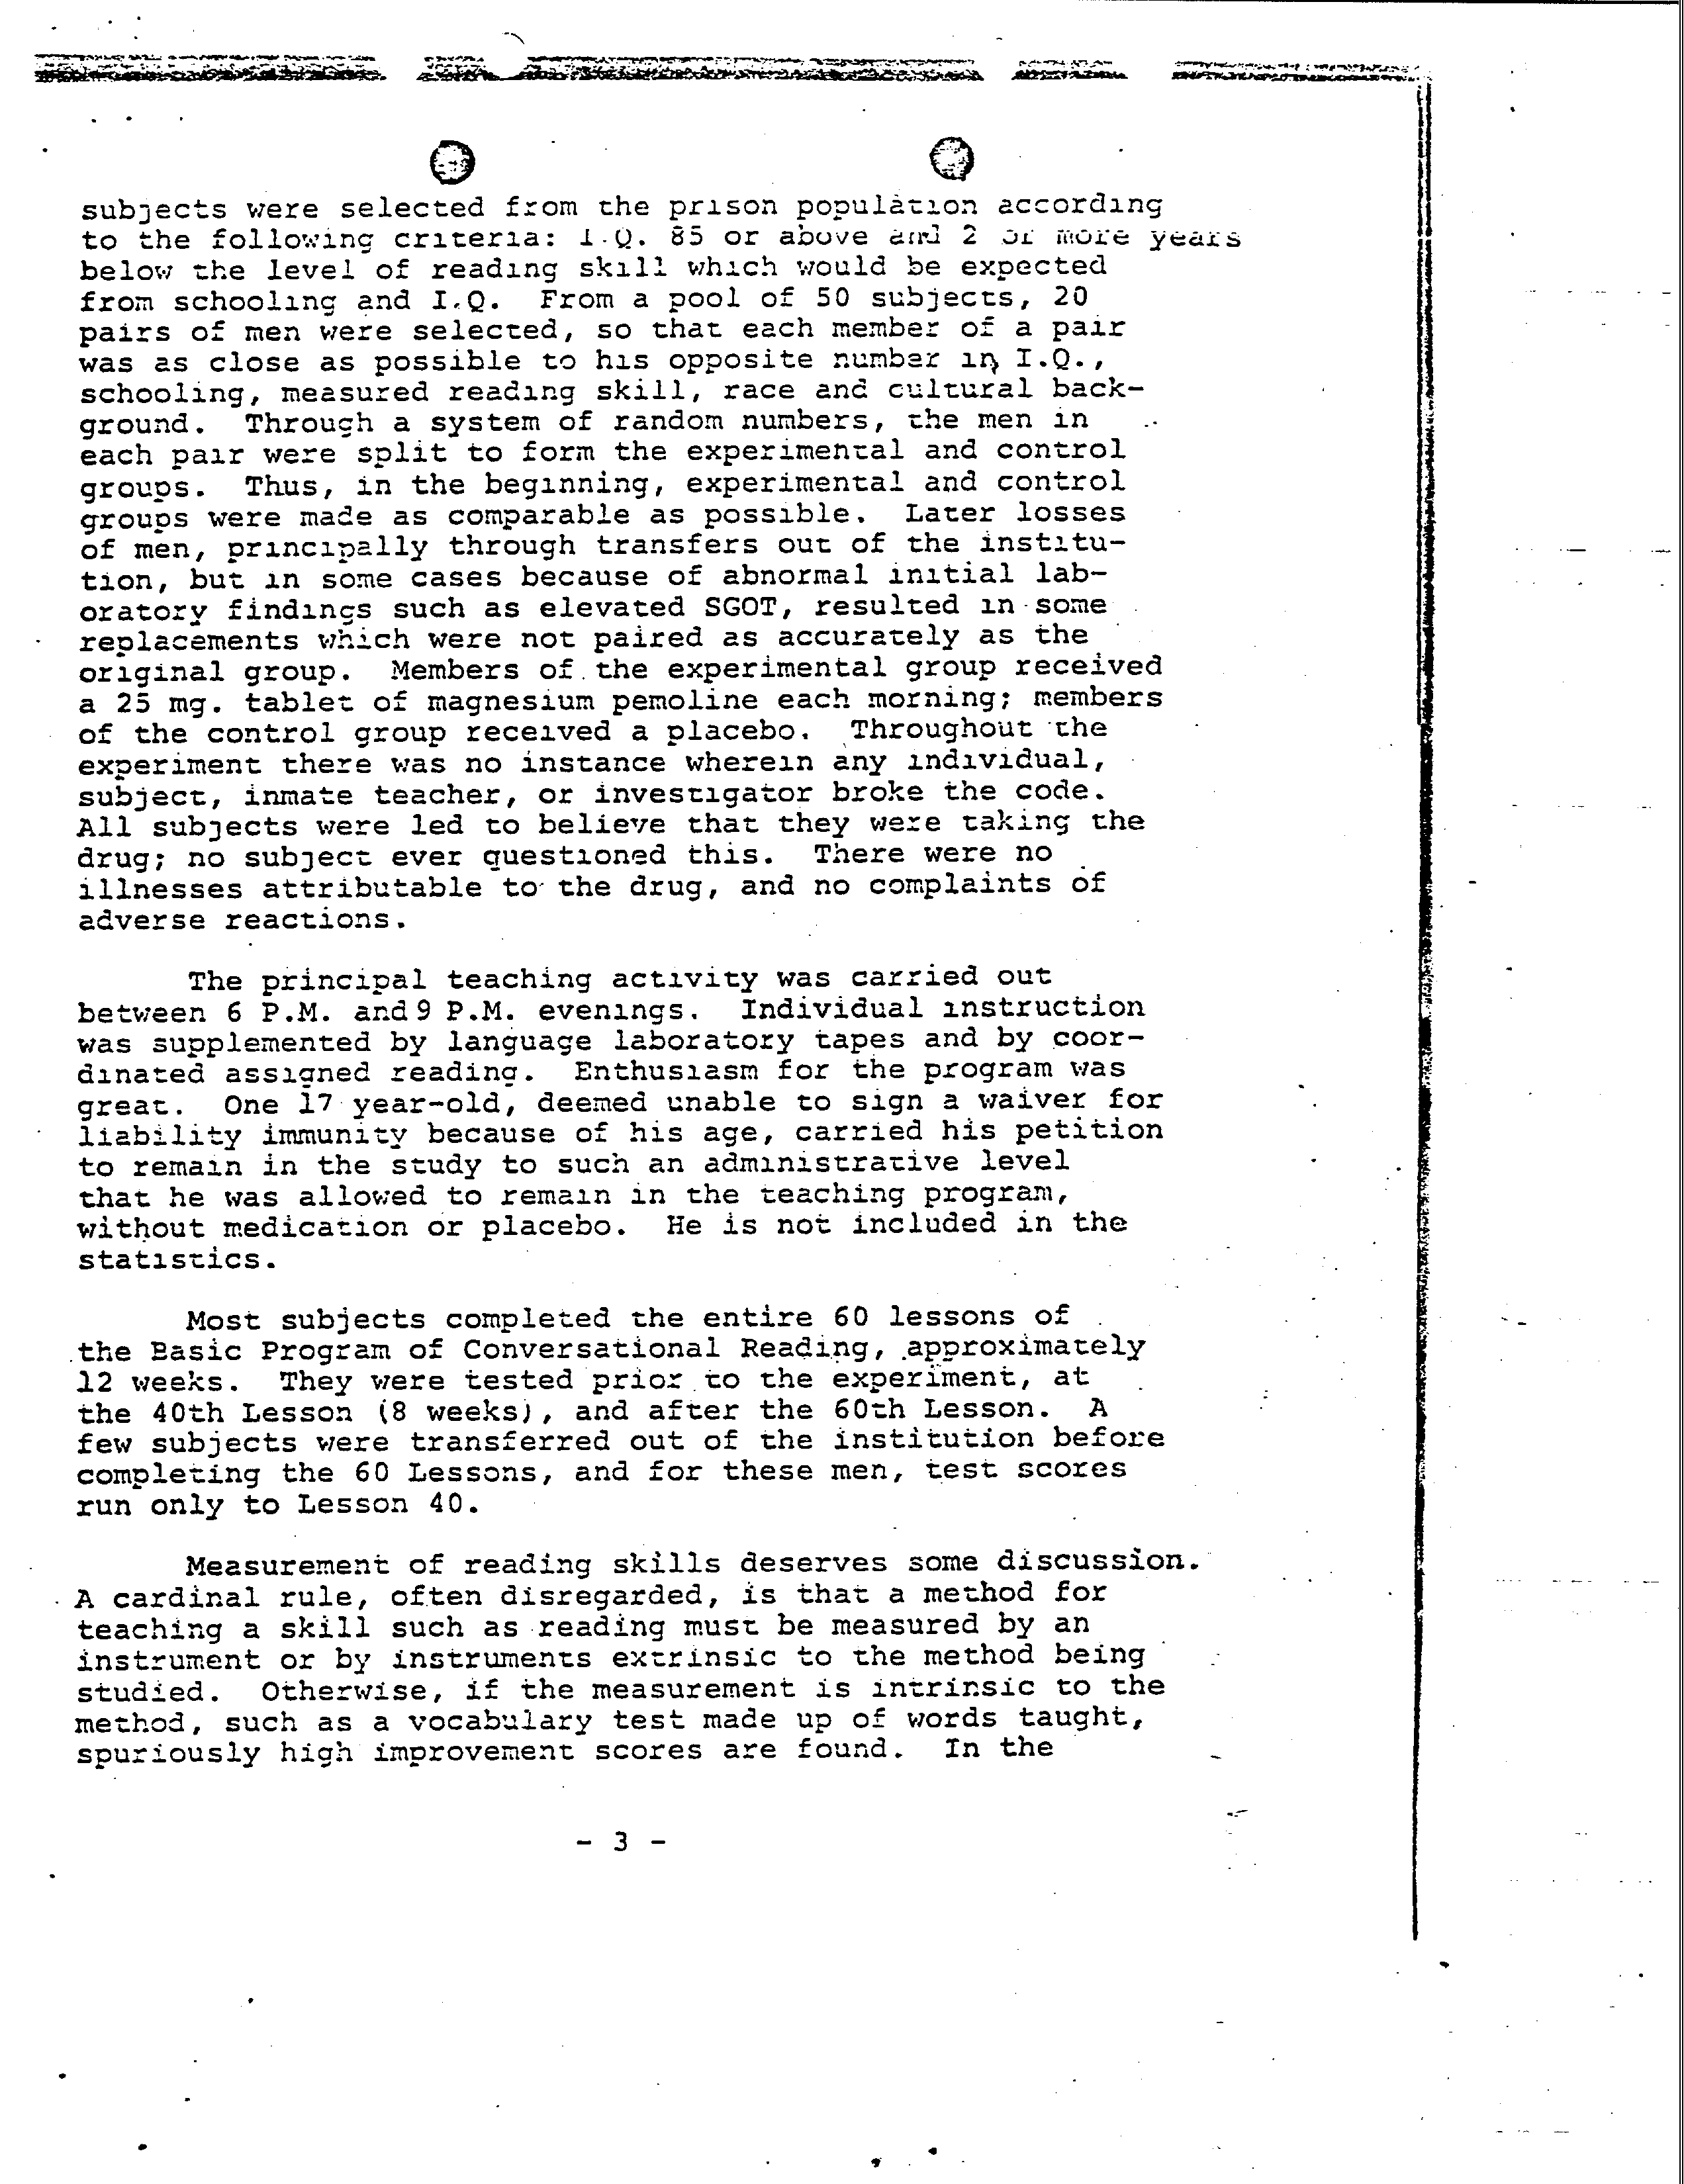 subjects were selected from the prison population according
to the following criteria: I.Q. 85 or above and 2 or more years
below the level of reading skill which would be expected
from schooling and I.Q.  From a pool of 50 subjects, 20
pairs of men were selected, so that each member of a pair
was as close as possible to his opposite number in I.Q.,
schooling, measured reading skill, race and cultural back-
ground.  Through a system of random numbers, the men in
each pair were split to form the experimental and control
groups.  Thus, in the beginning, experimental and control
groups were made as comparable as possible.  Later losses
of men, principally through transfers out of the institu-
tion, but in some cases because of abnormal initial lab-
oratory findings such as elevated SGOT, resulted in some
replacements which were not paired as accurately as the
original group.  Members of the experimental group received
a 25 mg. tablet of magnesium pemoline each morning; members
of the control group received a placebo.  Throughout the
experiment there was no instance wherein any individual,
subject, inmate teacher, or investigator broke the code.
All subjects were led to believe that they were taking the
drug; no subject ever questioned this.  There were no
illnesses attributable to the drug, and no complaints of
adverse reactions.
The principal teaching activity was carried out
between 6 P.M. and 9 P.M. evenings.  Individual instruction
was supplemented by language laboratory tapes and by coor-
dinated assigned reading.  Enthusiasm for the program was
great.  One 17 year-old, deemed unable to sign a waiver for
liability immunity because of his age, carried his petition
to remain in the study to such an administrative level
that he was allowed to remain in the teaching program,
without medication or placebo.  He is not included in the
statistics.
Most subjects completed the entire 60 lessons of
the Basic Program of Conversational Reading, approximately
12 weeks.  They were tested prior to the experiment, at
the 40th Lesson (8 weeks), and after the 60th Lesson.  A
few subjects were transferred out of the institution before
completing the 60 Lessons, and for these men, test scores
run only to Lesson 40.
Measurement of reading skills deserves some discussion.
A cardinal rule, often disregarded, is that a method for
teaching a skill such as reading must be measured by an
instrument or by instruments extrinsic to the method being
studied.  Otherwise, if the measurement is intrinsic to the
method, such as a vocabulary test made up of words taught,
spuriously high improvement scores are found.  In the
- 3 -